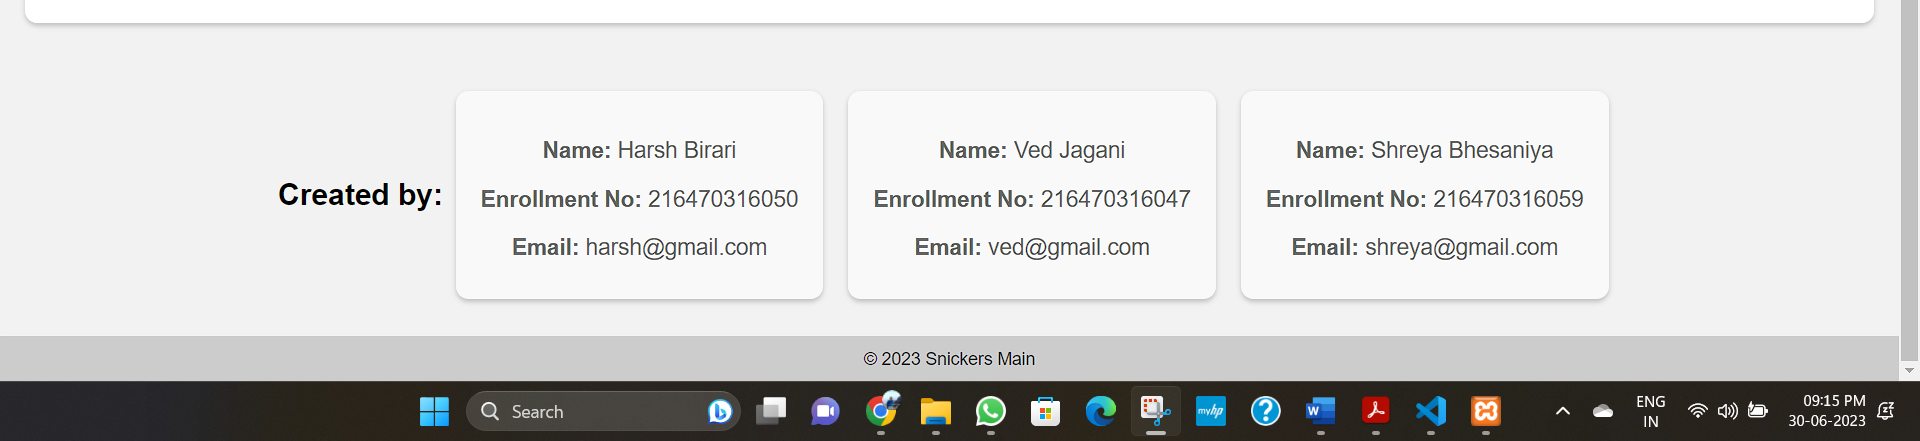 Created by:
Name: Harsh Birari
Enrollment No: 216470316050
Email: harsh@gmail.com
Name: Ved Jagani
Enrollment No: 216470316047
Email: ved@gmail.com
Name: Shreya Bhesaniya
Enrollment No: 216470316059
Email: shreya@gmail.com
© 2023 Snickers Main
Search
myhp
ENG
IN
09:15 PM
30-06-2023